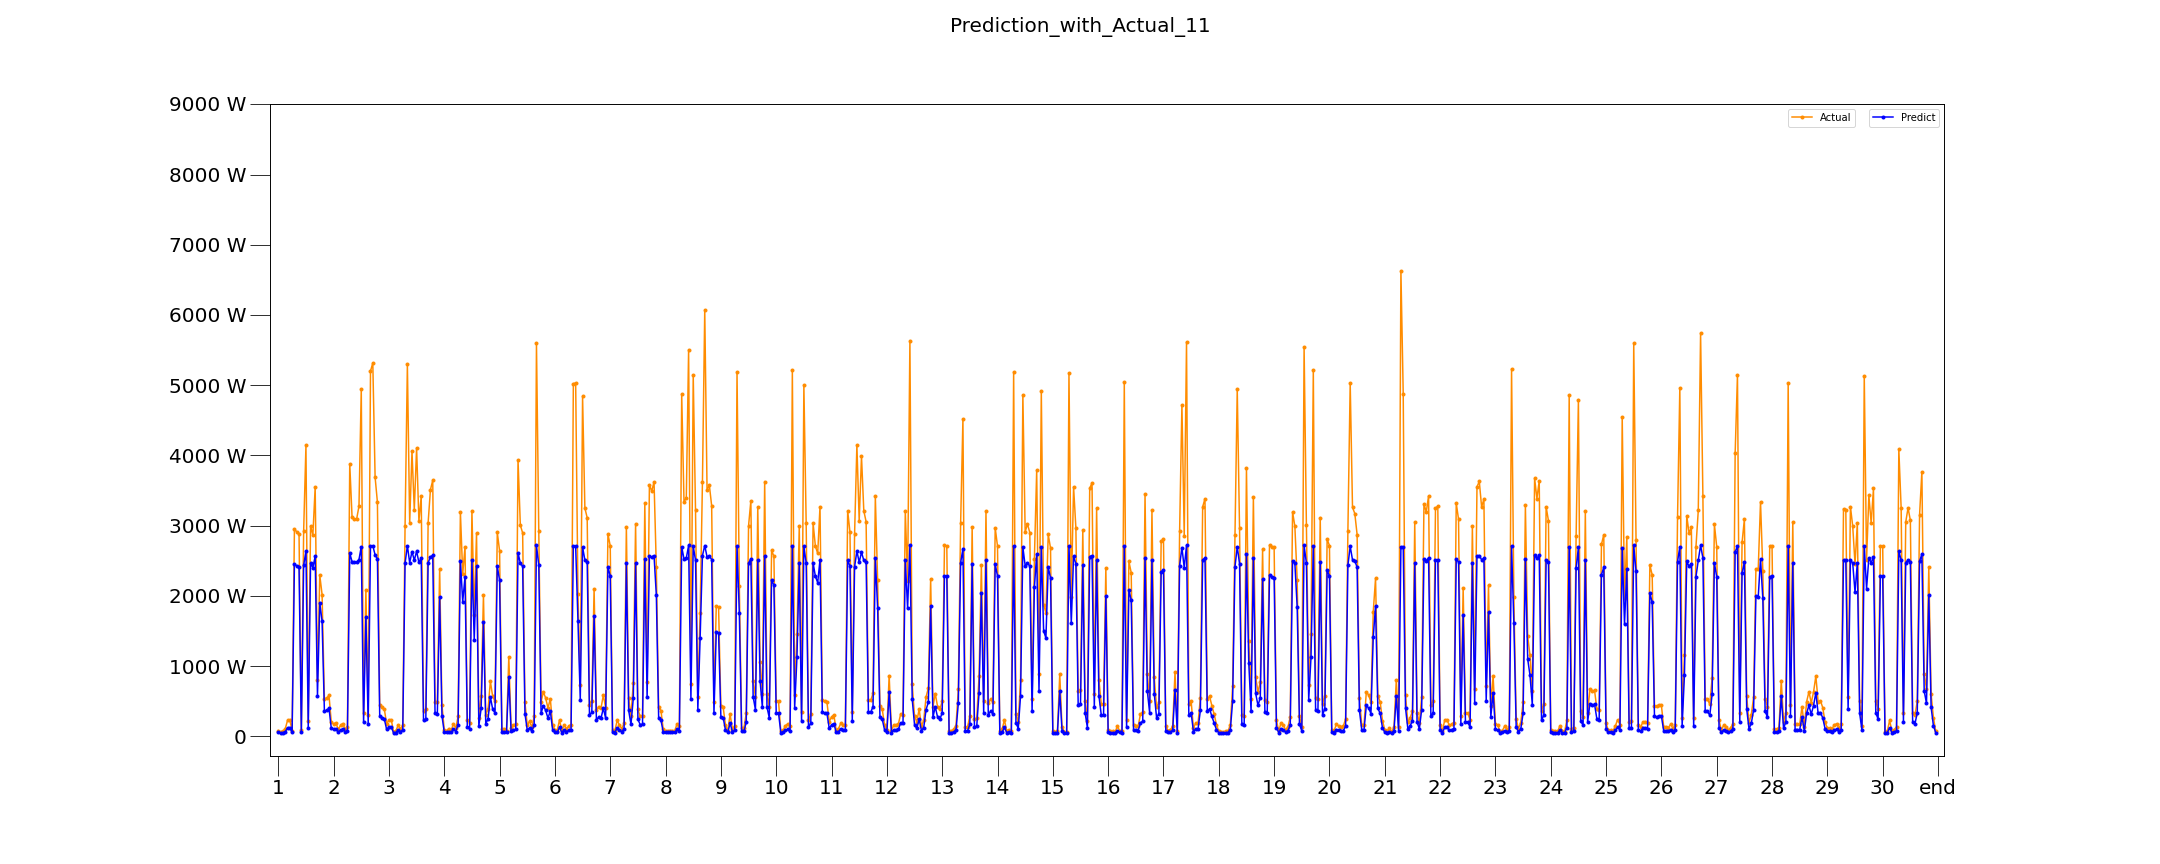 Prediction_with_Actual_11
9000 W
8000 W
7000 W
6000 W
5000 W
4000 W
3000 W
2000 W
1000 W
0
Actual Predict
1 2 3 4 5 6 7 8 9 10 11 12 13 14 15 16 17 18 19 20 21 22 23 24 25 26 27 28 29 30 end